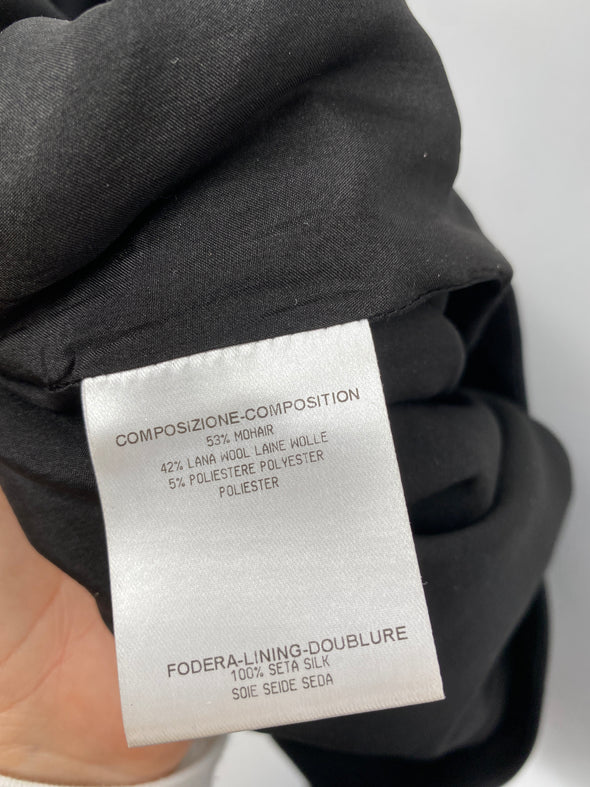 COMPOSIZIONE-COMPOSITION
53% MOHAIR
42% LANA WOOL LAINE WOLLE
5% POLIESTERE POLYESTER
POLIESTER
FODERA-LINING-DOUBLURE
100% SETA SILK
SOIE SEIDE SEDA